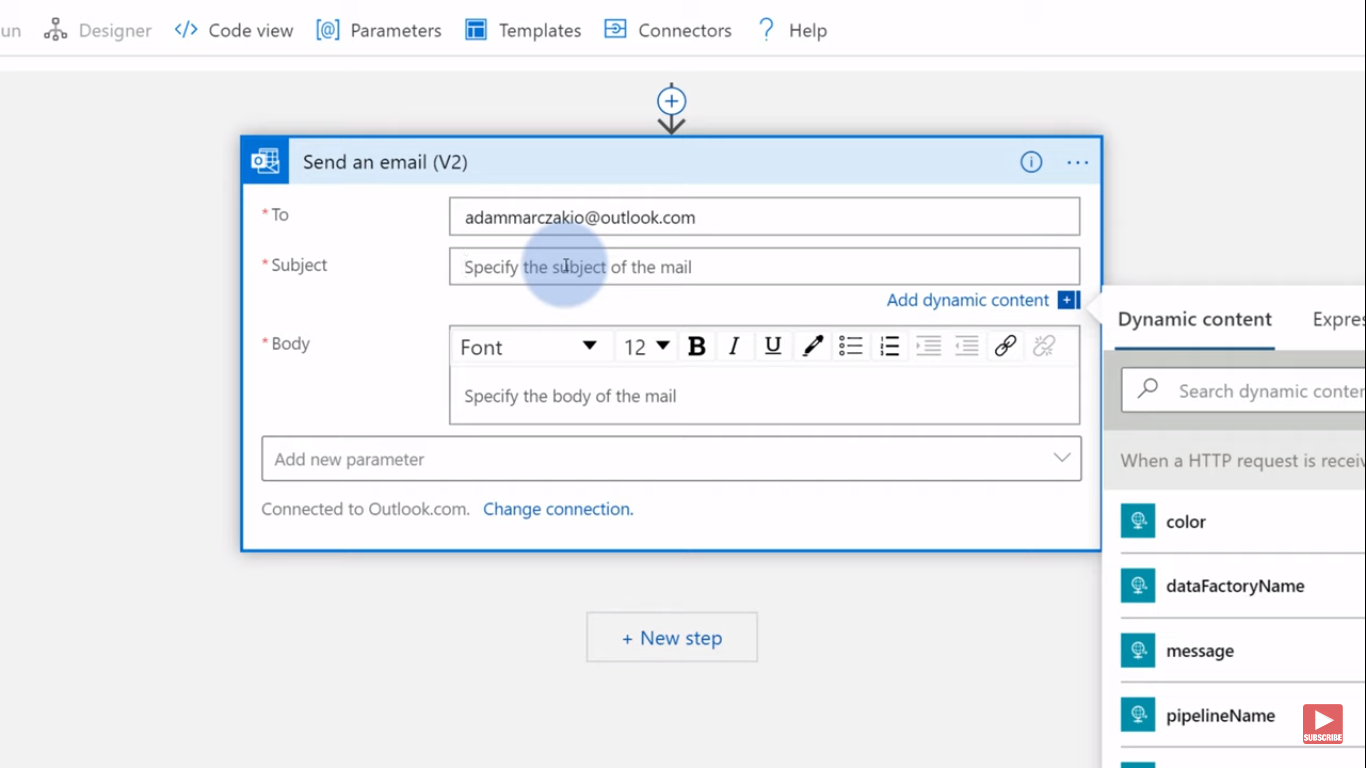 un Designer </> Code view [@] Parameters Templates Connectors ? Help
Send an email (V2)
* To adammarczakio@outlook.com
* Subject Specify the subject of the mail
Add dynamic content
Dynamic content Expres
* Body Font 12 B I U
Search dynamic conten
Specify the body of the mail
Add new parameter
When a HTTP request is receiv
Connected to Outlook.com. Change connection.
color
dataFactoryName
+ New step
message
pipelineName
SUBSCRIBE